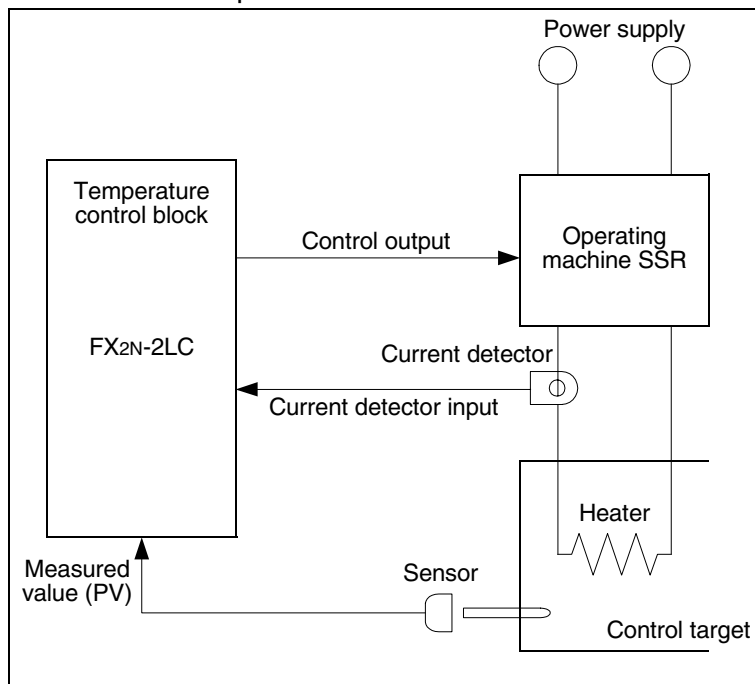 Power supply
Temperature
control block
Control output
Operating
machine SSR
FX2N-2LC
Current detector
Current detector input
Heater
Measured
value (PV)
Sensor
Control target